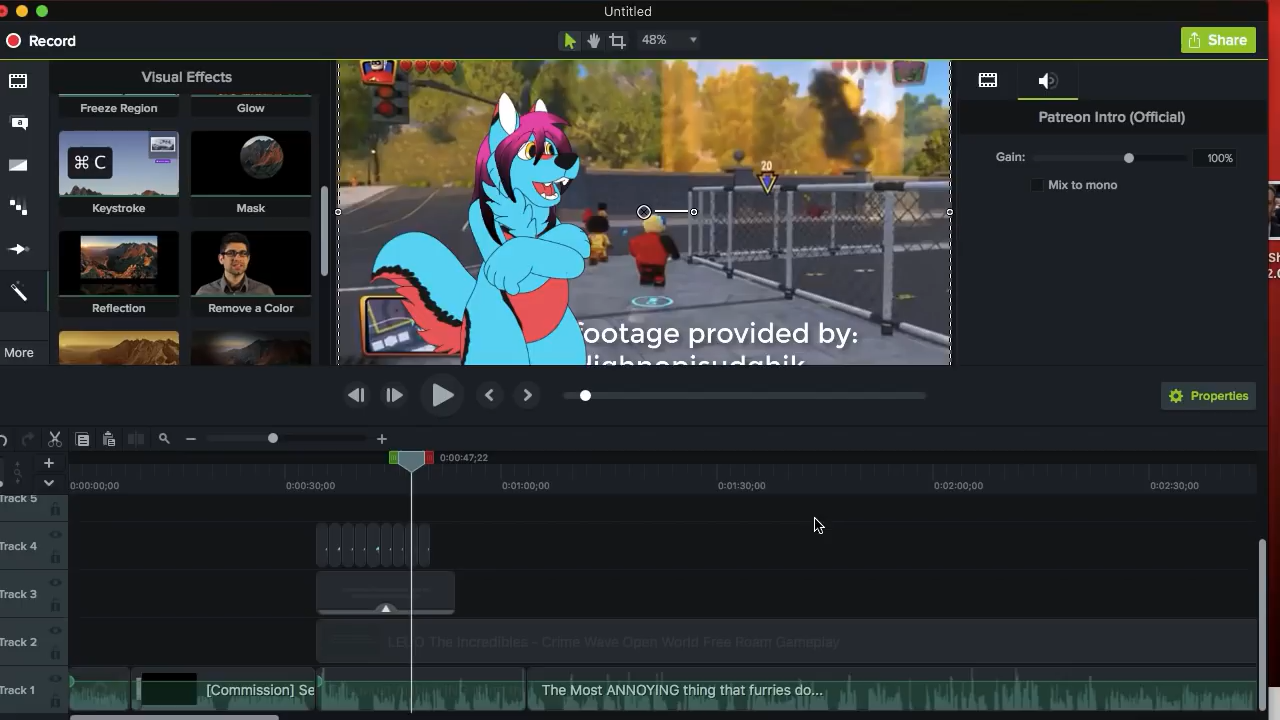 Untitled
Record
48%
Share
Visual Effects
Freeze Region
Glow
⌘ C
Keystroke
Mask
Reflection
Remove a Color
More
20
footage provided by:
Patreon Intro (Official)
Gain:
100%
Mix to mono
Properties
0:00:47;22
0:00:00;00
0:00:30;00
0:01:00;00
0:01:30;00
0:02:00;00
0:02:30;00
Track 5
Track 4
Track 3
Track 2
LEGO The Incredibles - Crime Wave Open World Free Roam Gameplay
Track 1
[Commission] Se
The Most ANNOYING thing that furries do...